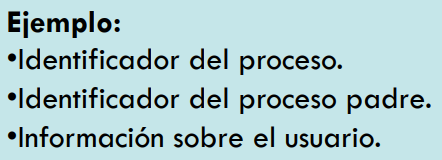 Ejemplo:
•Identificador del proceso.
•Identificador del proceso padre.
•Información sobre el usuario.